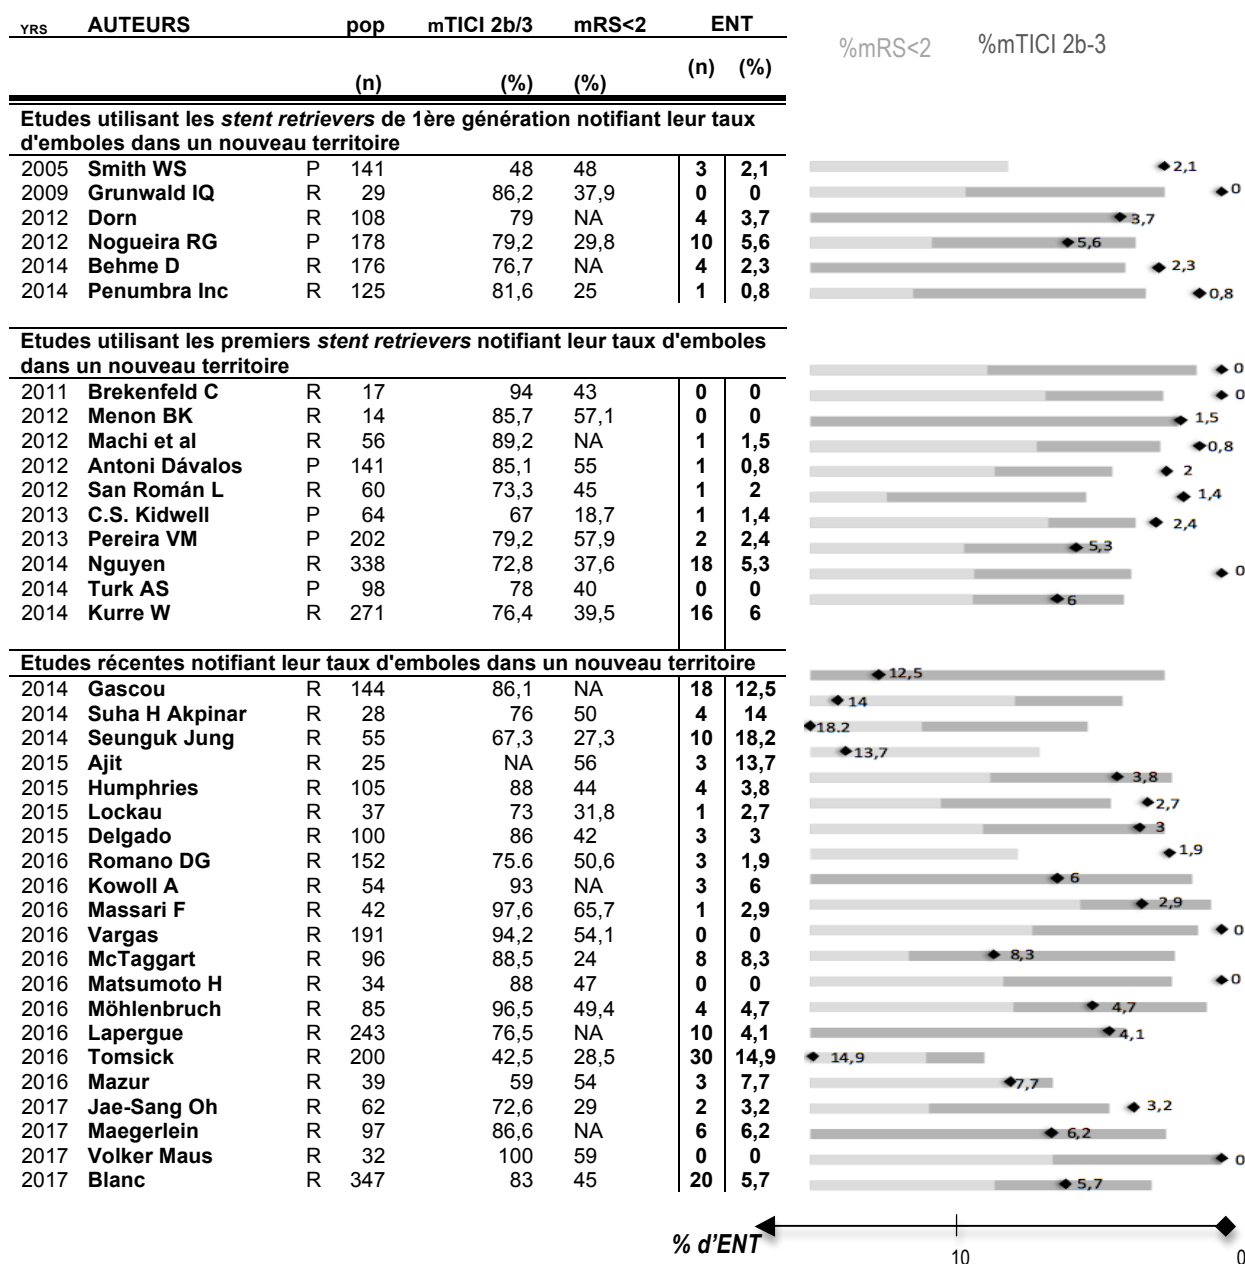 YRS AUTEURS pop mTICI 2b/3 mRS<2 ENT
(n) (%) (%) (n) (%)
%mRS<2 %mTICI 2b-3
Etudes utilisant les stent retrievers de 1ère génération notifiant leur taux
d'emboles dans un nouveau territoire
2005 Smith WS P 141 48 48 3 2,1 2,1
2009 Grunwald IQ R 29 86,2 37,9 0 0 0
2012 Dorn R 108 79 NA 4 3,7 3,7
2012 Nogueira RG P 178 79,2 29,8 10 5,6 5,6
2014 Behme D R 176 76,7 NA 4 2,3 2,3
2014 Penumbra Inc R 125 81,6 25 1 0,8 0,8
Etudes utilisant les premiers stent retrievers notifiant leur taux d'emboles
dans un nouveau territoire
2011 Brekenfeld C R 17 94 43 0 0 0
2012 Menon BK R 14 85,7 57,1 0 0 0
2012 Machi et al R 56 89,2 NA 1 1,5 1,5
2012 Antoni Dávalos P 141 85,1 55 1 0,8 0,8
2012 San Román L R 60 73,3 45 1 2 2
2013 C.S. Kidwell P 64 67 18,7 1 1,4 1,4
2013 Pereira VM P 202 79,2 57,9 2 2,4 2,4
2014 Nguyen R 338 72,8 37,6 18 5,3 5,3
2014 Turk AS P 98 78 40 0 0 0
2014 Kurre W R 271 76,4 39,5 16 6 6
Etudes récentes notifiant leur taux d'emboles dans un nouveau territoire
2014 Gascou R 144 86,1 NA 18 12,5 12,5
2014 Suha H Akpinar R 28 76 50 4 14 14
2014 Seunguk Jung R 55 67,3 27,3 10 18,2 18.2
2015 Ajit R 25 NA 56 3 13,7 13,7
2015 Humphries R 105 88 44 4 3,8 3,8
2015 Lockau R 37 73 31,8 1 2,7 2,7
2015 Delgado R 100 86 42 3 3 3
2016 Romano DG R 152 75.6 50,6 3 1,9 1,9
2016 Kowoll A R 54 93 NA 3 6 6
2016 Massari F R 42 97,6 65,7 1 2,9 2,9
2016 Vargas R 191 94,2 54,1 0 0 0
2016 McTaggart R 96 88,5 24 8 8,3 8,3
2016 Matsumoto H R 34 88 47 0 0 0
2016 Möhlenbruch R 85 96,5 49,4 4 4,7 4,7
2016 Lapergue R 243 76,5 NA 10 4,1 4,1
2016 Tomsick R 200 42,5 28,5 30 14,9 14,9
2016 Mazur R 39 59 54 3 7,7 7,7
2017 Jae-Sang Oh R 62 72,6 29 2 3,2 3,2
2017 Maegerlein R 97 86,6 NA 6 6,2 6,2
2017 Volker Maus R 32 100 59 0 0 0
2017 Blanc R 347 83 45 20 5,7 5,7
% d'ENT
10 0